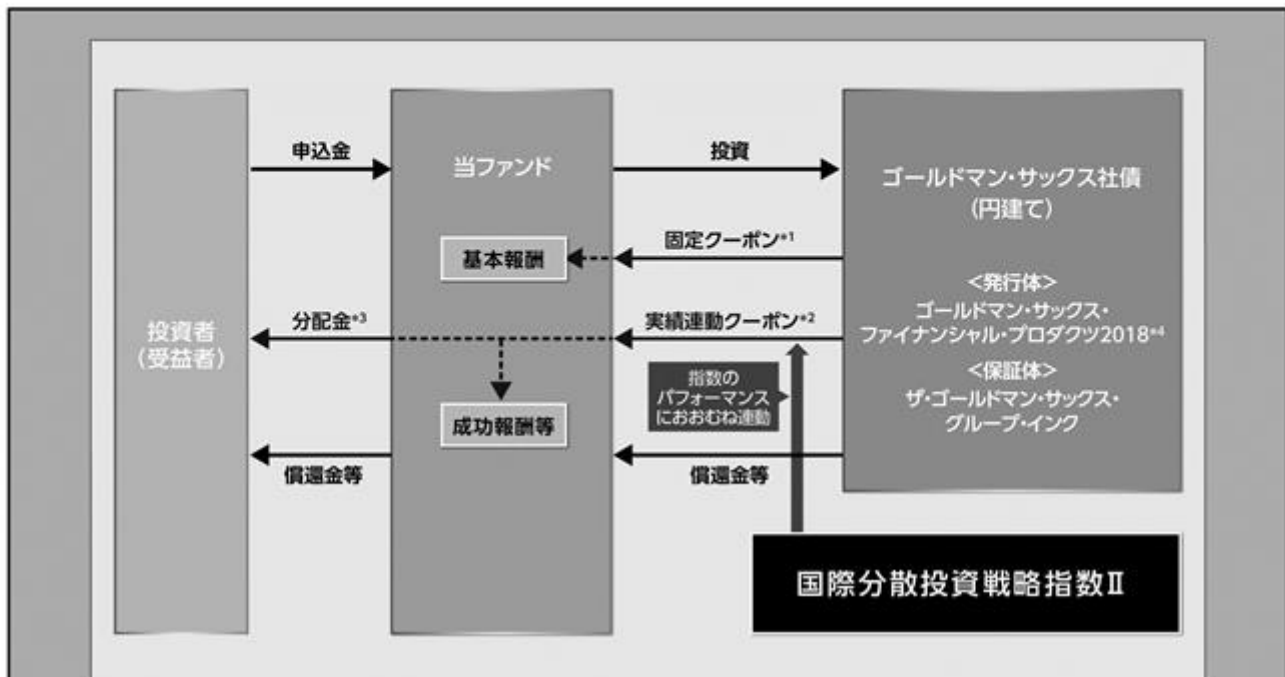 申込金
投資
当ファンド
ゴールドマン・サックス社債
(円建て)
固定クーポン*1
基本報酬
<発行体>
ゴールドマン・サックス・
ファイナンシャル・プロダクツ2018*4
分配金*3
実績連動クーポン*2
投資者
(受益者)
<保証体>
ザ・ゴールドマン・サックス・
グループ・インク
指数の
パフォーマンス
におおむね連動
成功報酬等
償還金等
償還金等
国際分散投資戦略指数Ⅱ